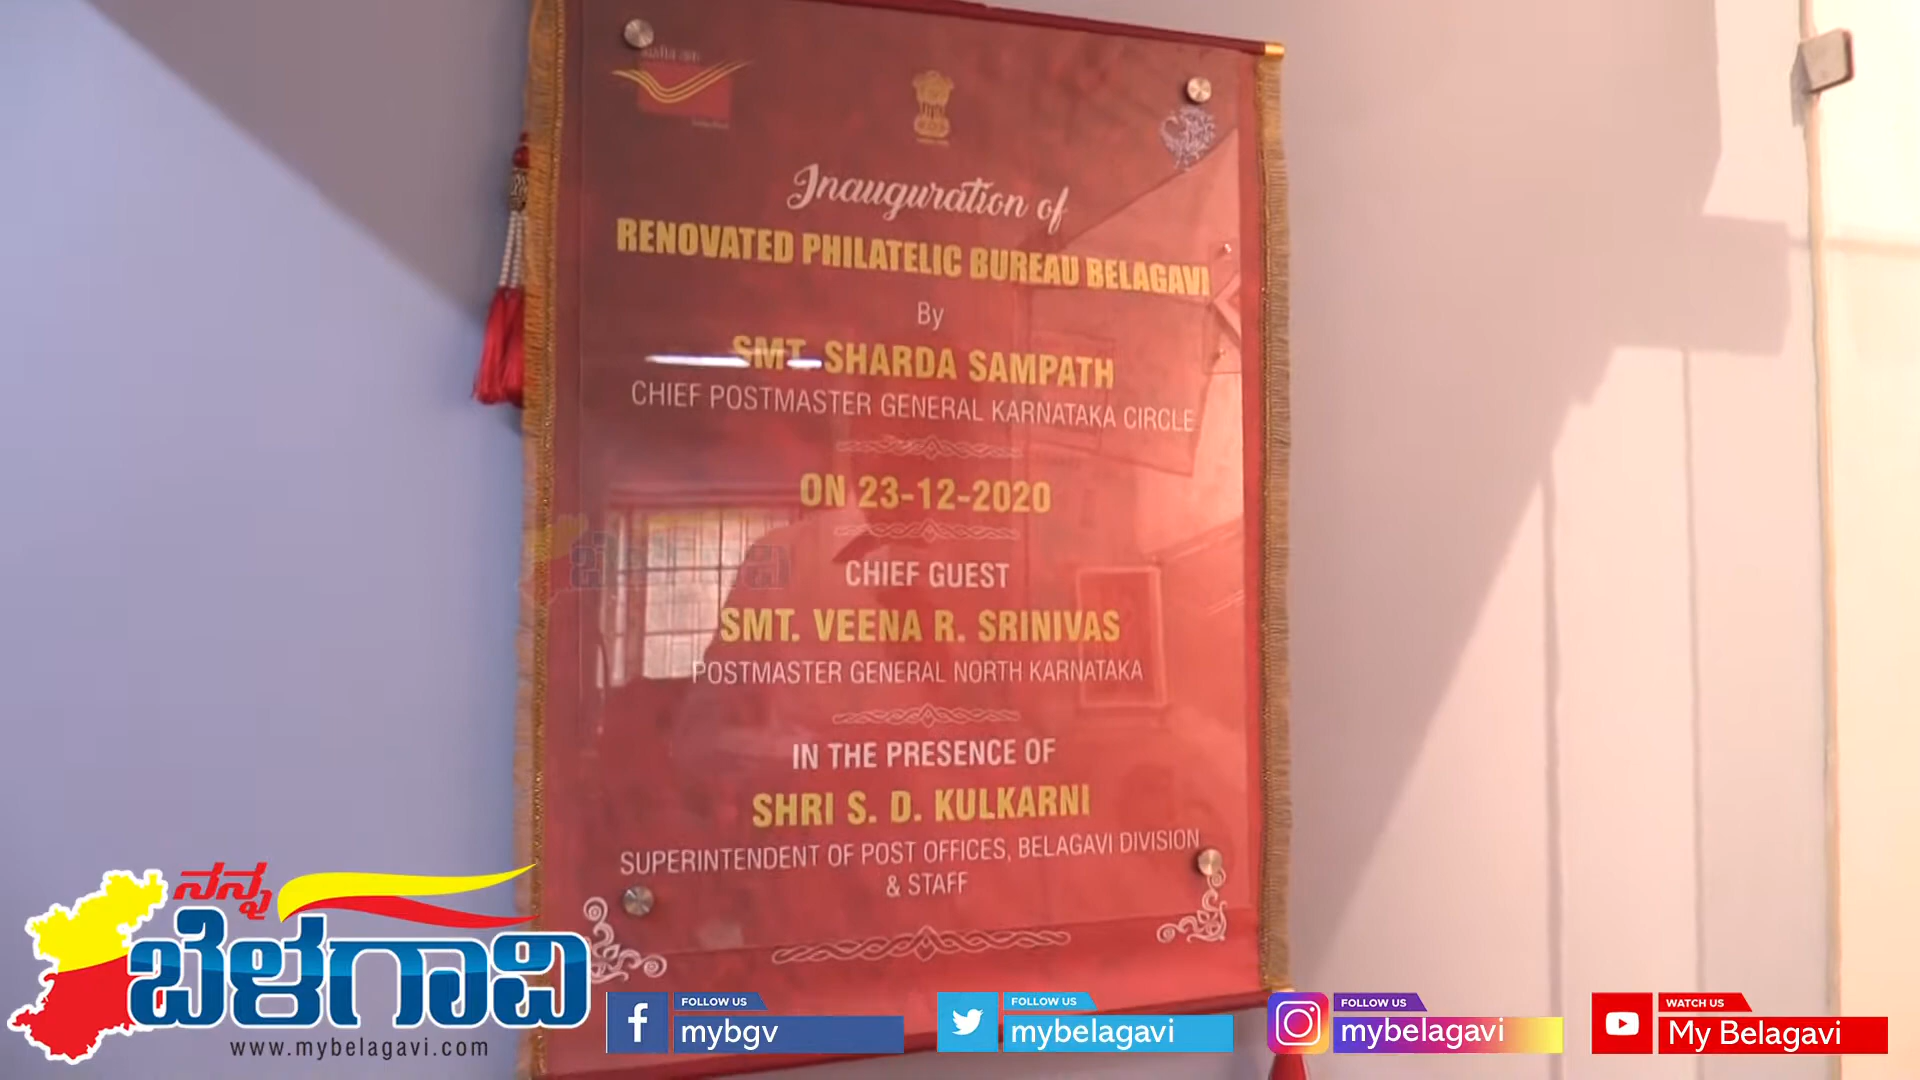 Inauguration of
RENOVATED PHILATELIC BUREAU BELAGAVI
By
SMT. SHARDA SAMPATH
CHIEF POSTMASTER GENERAL KARNATAKA CIRCLE
ON 23-12-2020
CHIEF GUEST
SMT. VEENA R. SRINIVAS
POSTMASTER GENERAL NORTH KARNATAKA
IN THE PRESENCE OF
SHRI S. D. KULKARNI
SUPERINTENDENT OF POST OFFICES, BELAGAVI DIVISION
& STAFF
ನನ್ನ
ಬೆಳಗಾವಿ
www.mybelagavi.com
FOLLOW US
mybgv
FOLLOW US
mybelagavi
FOLLOW US
mybelagavi
WATCH US
My Belagavi